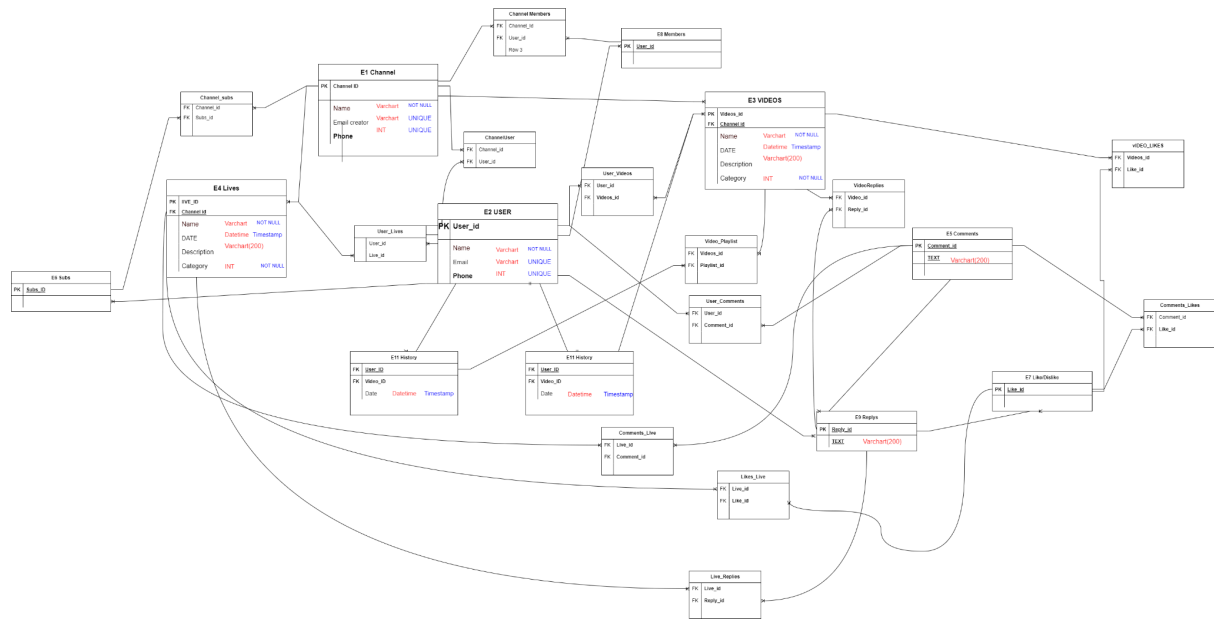 Channel Members
FK Channel_id
FK User_id
Row 3
E8 Members
PK User_id
E1 Channel
PK Channel ID
Name Varchart NOT NULL
Email creator Varchart UNIQUE
Phone INT UNIQUE
Channel_subs
FK Channel_id
FK Subs_id
E3 VIDEOS
PK Videos_id
FK Channel_id
Name Varchart NOT NULL
DATE Datetime Timestamp
Description Varchart(200)
Category INT NOT NULL
ChannelUser
FK Channel_id
FK User_id
vIDEO_LIKES
FK Videos_id
FK Like_id
User_Videos
FK User_id
FK Videos_id
VideoReplies
FK Video_id
FK Reply_id
E4 Lives
PK lIVE_ID
FK Channel id
Name Varchart NOT NULL
DATE Datetime Timestamp
Description Varchart(200)
Category INT NOT NULL
E2 USER
PK User_id
Name Varchart NOT NULL
Email Varchart UNIQUE
Phone INT UNIQUE
User_Lives
FK User_id
FK Live_id
Video_Playlist
FK Videos_id
FK Playlist_id
E5 Comments
PK Comment_id
TEXT Varchart(200)
E6 Subs
PK Subs_ID
User_Comments
FK User_id
FK Comment_id
Comments_Likes
FK Comment_id
FK Like_id
E11 History
FK User_ID
FK Video_ID
Date Datetime Timestamp
E11 History
FK User_ID
FK Video_ID
Date Datetime Timestamp
E7 Like/Dislike
PK Like_id
E9 Replys
PK Reply_id
TEXT Varchart(200)
Comments_Live
FK Live_id
FK Comment_id
Likes_Live
FK Live_id
FK Like_id
Live_Replies
FK Live_id
FK Reply_id